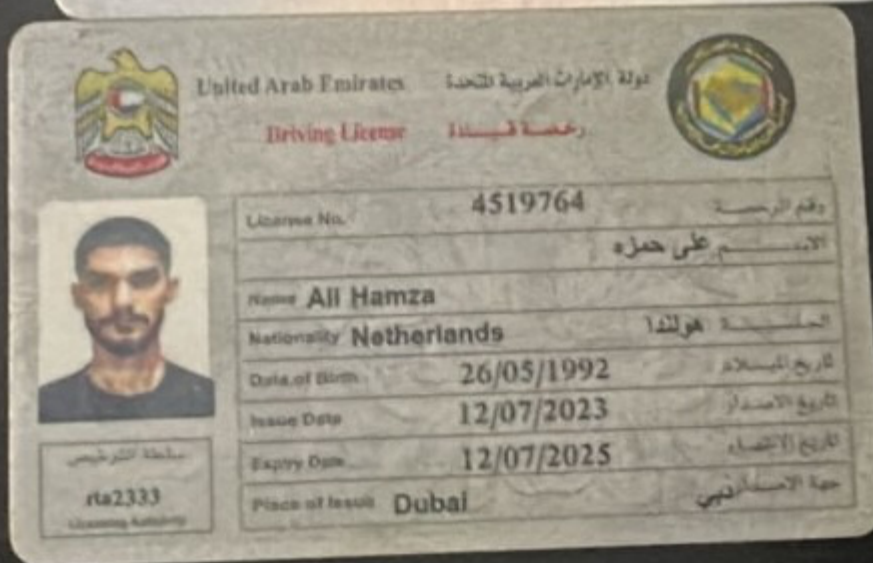 United Arab Emirates دولة الإمارات العربية المتحدة
Driving License رخصة قيادة
License No. 4519764 رقم الرخصة
الاسم على حمزه
Name Ali Hamza
Nationality Netherlands الجنسية هولندا
Date of Birth 26/05/1992 تاريخ الميلاد
Issue Date 12/07/2023 تاريخ الاصدار
Expiry Date 12/07/2025 تاريخ الانتهاء
Place of Issue Dubai جهة الاصدار دبي
سلطة الترخيص
rta2333
Licensing Authority